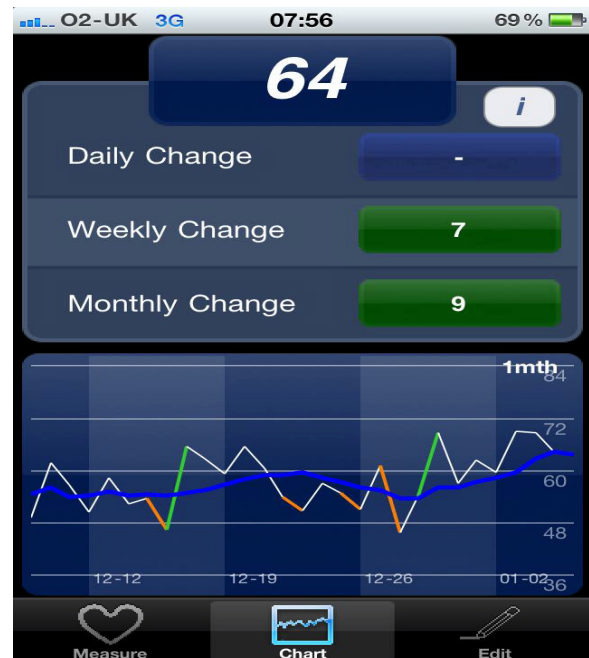 O2-UK 3G 07:56 69%
64
i
Daily Change -
Weekly Change 7
Monthly Change 9
1mth
84
72
60
48
36
12-12 12-19 12-26 01-02
Measure Chart Edit